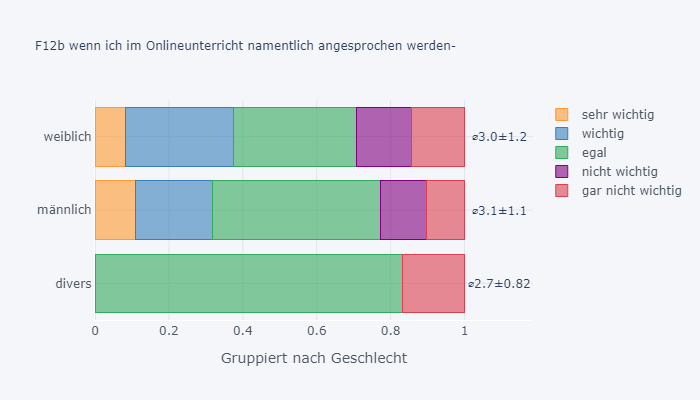 F12b wenn ich im Onlineunterricht namentlich angesprochen werden-
weiblich
⌀3.0±1.2
männlich
⌀3.1±1.1
divers
⌀2.7±0.82
0 0.2 0.4 0.6 0.8 1
Gruppiert nach Geschlecht
sehr wichtig
wichtig
egal
nicht wichtig
gar nicht wichtig